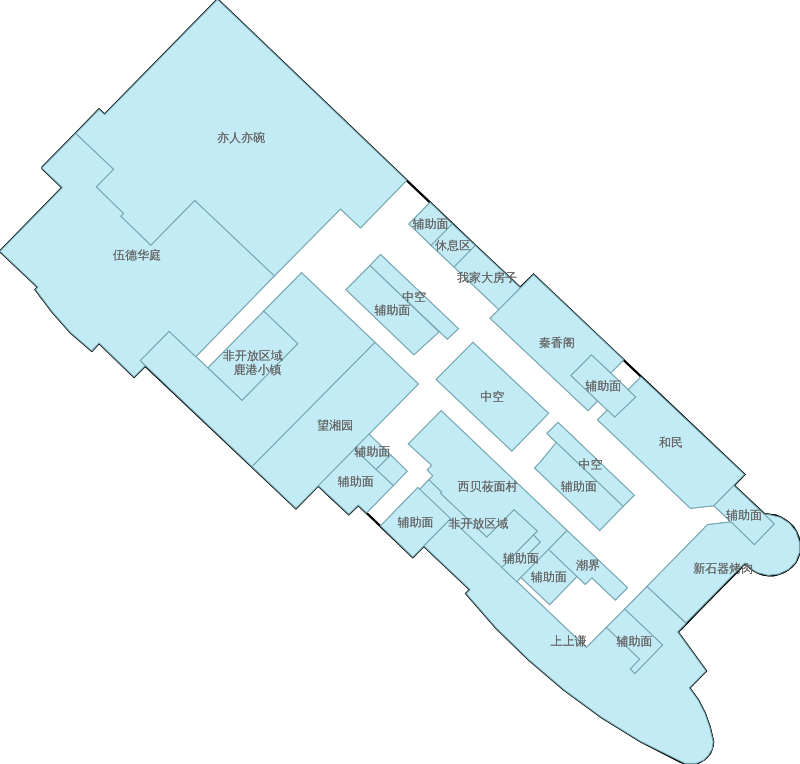 亦人亦碗
辅助面
休息区
伍德华庭
我家大房子
中空
辅助面
秦香阁
非开放区域
鹿港小镇
辅助面
中空
望湘园
和民
辅助面
中空
辅助面
西贝莜面村
辅助面
辅助面
辅助面
非开放区域
辅助面
潮界
新石器烤肉
辅助面
上上谦
辅助面